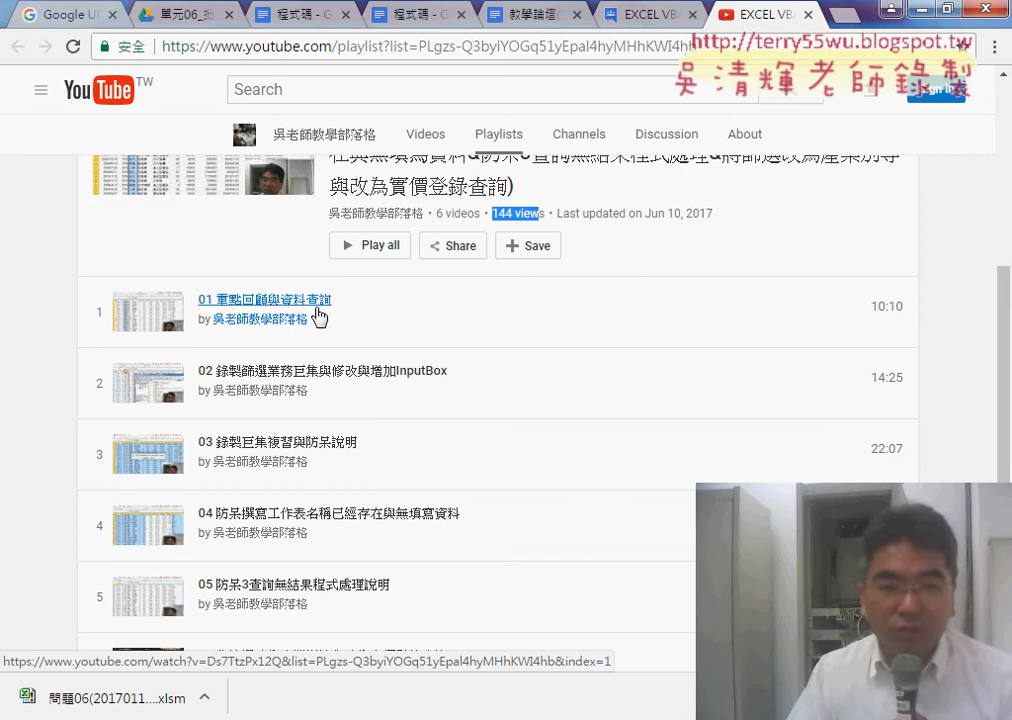 Google U
單元06_批
程式碼 - G
程式碼 - G
教學論壇
EXCEL VB
EXCEL VB
安全
https://www.youtube.com/playlist?list=PLgzs-Q3byiYOGq51yEpal4hyMHhKWI4hb
http://terry55wu.blogspot.tw
吳清輝老師錄製
YouTube TW
Search
Sign in
吳老師教學部落格
Videos
Playlists
Channels
Discussion
About
與改為實價登錄查詢)
吳老師教學部落格 • 6 videos • 144 views • Last updated on Jun 10, 2017
Play all
Share
Save
1
01 重點回顧與資料查詢
by 吳老師教學部落格
10:10
2
02 錄製篩選業務巨集與修改與增加InputBox
by 吳老師教學部落格
14:25
3
03 錄製巨集複習與防呆說明
by 吳老師教學部落格
22:07
4
04 防呆撰寫工作表名稱已經存在與無填寫資料
by 吳老師教學部落格
5
05 防呆3查詢無結果程式處理說明
by 吳老師教學部落格
https://www.youtube.com/watch?v=Ds7TtzPx12Q&list=PLgzs-Q3byiYOGq51yEpal4hyMHhKWI4hb&index=1
問題06(2017011....xlsm